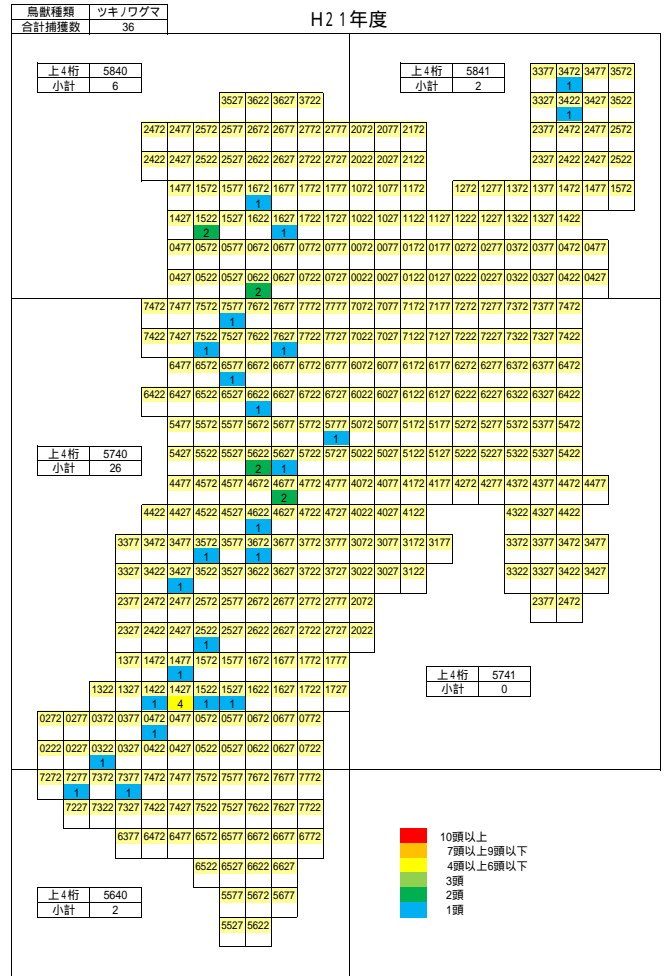 鳥獣種類 ツキノワグマ
合計捕獲数 36
H21年度
上4桁 5840
小計 6
上4桁 5841
小計 2
3377 3472 3477 3572
1
3527 3622 3627 3722 3327 3422 3427 3522
1
2472 2477 2572 2577 2672 2677 2772 2777 2072 2077 2172 2377 2472 2477 2572
2422 2427 2522 2527 2622 2627 2722 2727 2022 2027 2122 2327 2422 2427 2522
1477 1572 1577 1672 1677 1772 1777 1072 1077 1172 1272 1277 1372 1377 1472 1477 1572
1
1427 1522 1527 1622 1627 1722 1727 1022 1027 1122 1127 1222 1227 1322 1327 1422
2 1
0477 0572 0577 0672 0677 0772 0777 0072 0077 0172 0177 0272 0277 0372 0377 0472 0477
0427 0522 0527 0622 0627 0722 0727 0022 0027 0122 0127 0222 0227 0322 0327 0422 0427
2
7472 7477 7572 7577 7672 7677 7772 7777 7072 7077 7172 7177 7272 7277 7372 7377 7472
1
7422 7427 7522 7527 7622 7627 7722 7727 7022 7027 7122 7127 7222 7227 7322 7327 7422
1 1
6477 6572 6577 6672 6677 6772 6777 6072 6077 6172 6177 6272 6277 6372 6377 6472
1
6422 6427 6522 6527 6622 6627 6722 6727 6022 6027 6122 6127 6222 6227 6322 6327 6422
1
5477 5572 5577 5672 5677 5772 5777 5072 5077 5172 5177 5272 5277 5372 5377 5472
1
上4桁 5740
小計 26
5427 5522 5527 5622 5627 5722 5727 5022 5027 5122 5127 5222 5227 5322 5327 5422
2 1
4477 4572 4577 4672 4677 4772 4777 4072 4077 4172 4177 4272 4277 4372 4377 4472 4477
2
4422 4427 4522 4527 4622 4627 4722 4727 4022 4027 4122 4322 4327 4422
1
3377 3472 3477 3572 3577 3672 3677 3772 3777 3072 3077 3172 3177 3372 3377 3472 3477
1 1
3327 3422 3427 3522 3527 3622 3627 3722 3727 3022 3027 3122 3322 3327 3422 3427
1
2377 2472 2477 2572 2577 2672 2677 2772 2777 2072 2377 2472
2327 2422 2427 2522 2527 2622 2627 2722 2727 2022
1
1377 1472 1477 1572 1577 1672 1677 1772 1777
1
上4桁 5741
小計 0
1322 1327 1422 1427 1522 1527 1622 1627 1722 1727
1 4 1 1
0272 0277 0372 0377 0472 0477 0572 0577 0672 0677 0772
1
0222 0227 0322 0327 0422 0427 0522 0527 0622 0627 0722
1
7272 7277 7372 7377 7472 7477 7572 7577 7672 7677 7772
1 1
7227 7322 7327 7422 7427 7522 7527 7622 7627 7722
6377 6472 6477 6572 6577 6672 6677 6772
6522 6527 6622 6627
上4桁 5640
小計 2
5577 5672 5677
5527 5622
10頭以上
7頭以上9頭以下
4頭以上6頭以下
3頭
2頭
1頭